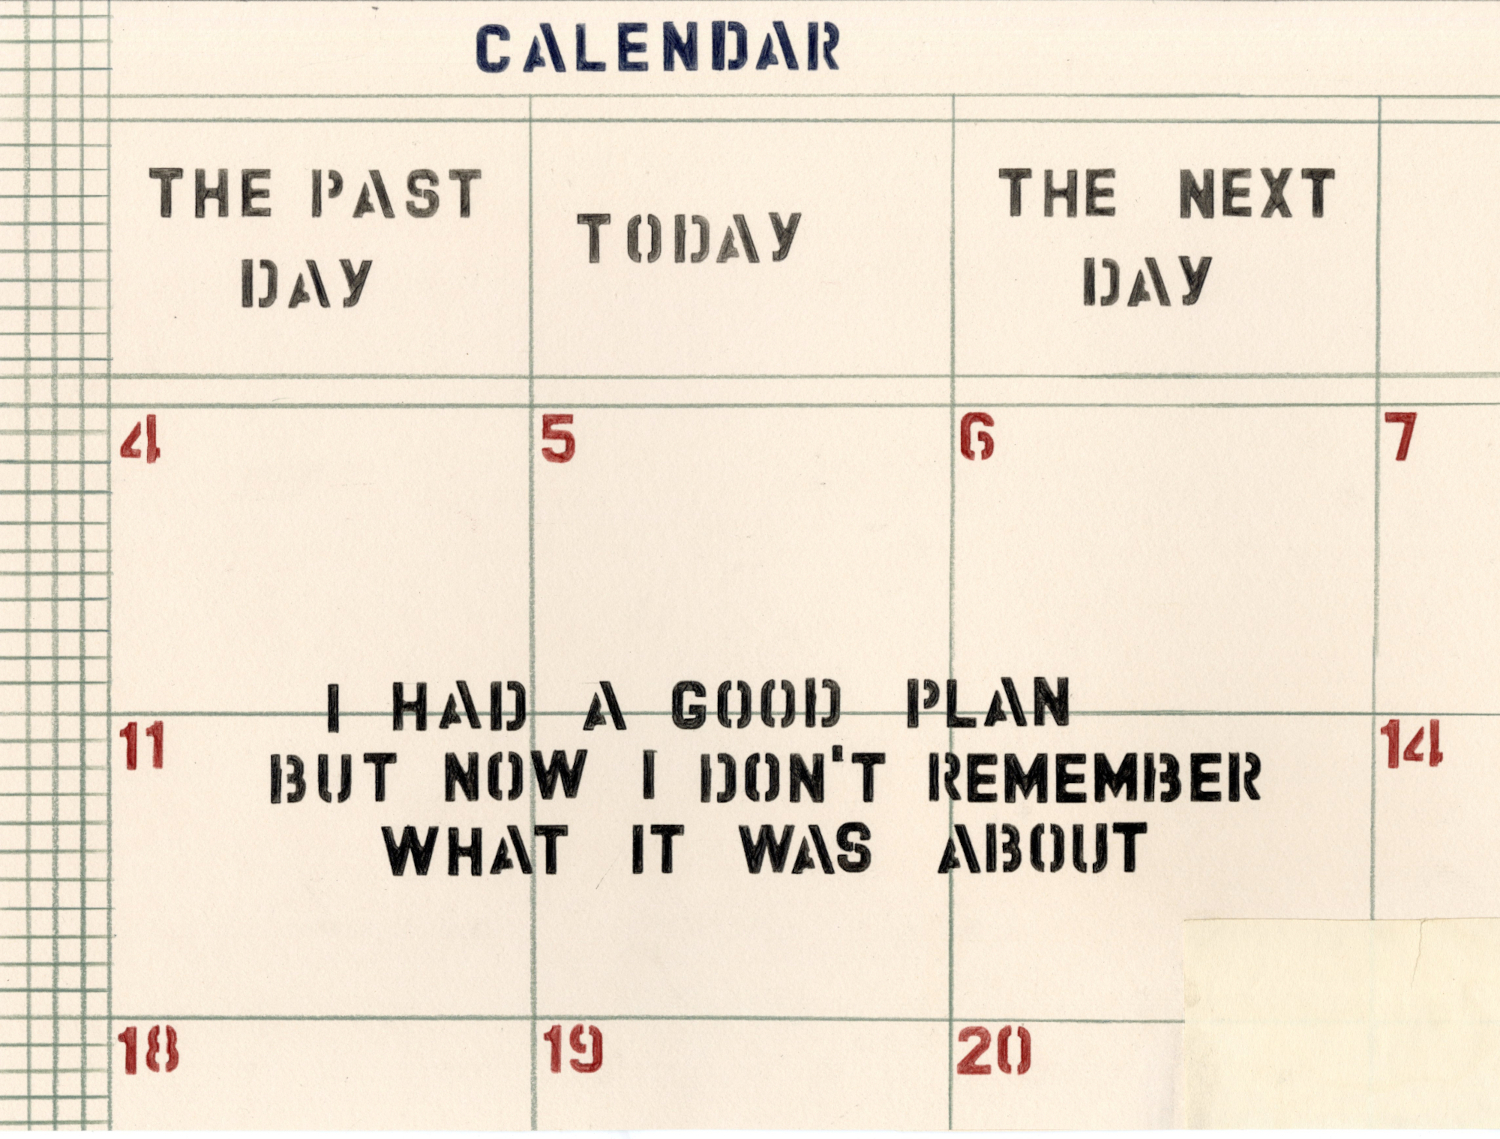 CALENDAR
THE PAST
DAY
TODAY
THE NEXT
DAY
4
5
6
7
I HAD A GOOD PLAN
BUT NOW I DON'T REMEMBER
WHAT IT WAS ABOUT
11
14
18
19
20